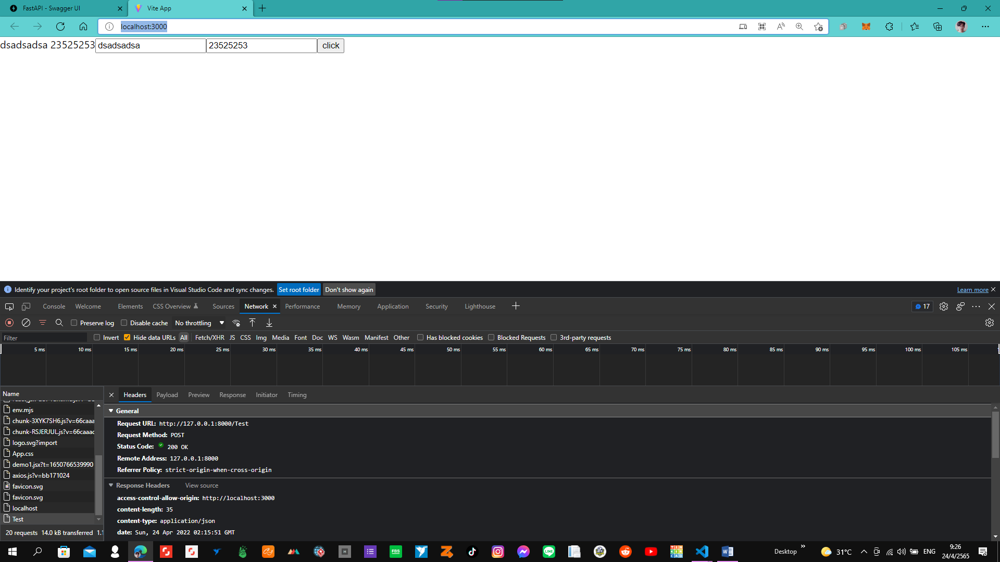 FastAPI - Swagger UI
Vite App
localhost:3000
dsadsadsa 23525253 dsadsadsa 23525253 click
Identify your project's root folder to open source files in Visual Studio Code and sync changes. Set root folder Don't show again Learn more
Console Welcome Elements CSS Overview Sources Network Performance Memory Application Security Lighthouse 17
Preserve log Disable cache No throttling
Filter Invert Hide data URLs All Fetch/XHR JS CSS Img Media Font Doc WS Wasm Manifest Other Has blocked cookies Blocked Requests 3rd-party requests
5 ms 10 ms 15 ms 20 ms 25 ms 30 ms 35 ms 40 ms 45 ms 50 ms 55 ms 60 ms 65 ms 70 ms 75 ms 80 ms 85 ms 90 ms 95 ms 100 ms 105 ms
Name
env.mjs
chunk-3XYK7SH6.js?v=66caaa
chunk-RSJERJUL.js?v=66caaac
logo.svg?import
App.css
demo1.jsx?t=1650766539990
axios.js?v=bb171024
favicon.svg
favicon.svg
localhost
Test
20 requests 14.0 kB transferred 1.1
Headers Payload Preview Response Initiator Timing
General
Request URL: http://127.0.0.1:8000/Test
Request Method: POST
Status Code: 200 OK
Remote Address: 127.0.0.1:8000
Referrer Policy: strict-origin-when-cross-origin
Response Headers View source
access-control-allow-origin: http://localhost:3000
content-length: 35
content-type: application/json
date: Sun, 24 Apr 2022 02:15:51 GMT
FBS
LINE
TIN
KER
CAD
Desktop
31°C
ENG
9:26
24/4/2565